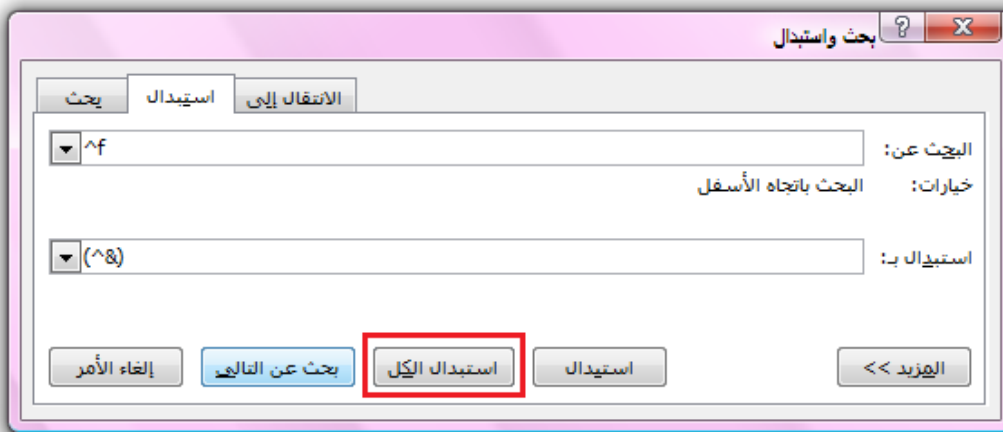 بحث واستبدال
بحث استبدال الانتقال إلى
البحث عن: ^f
خيارات: البحث باتجاه الأسفل
استبدال بـ: (^&)
المزيد >> استبدال استبدال الكل بحث عن التالي إلغاء الأمر